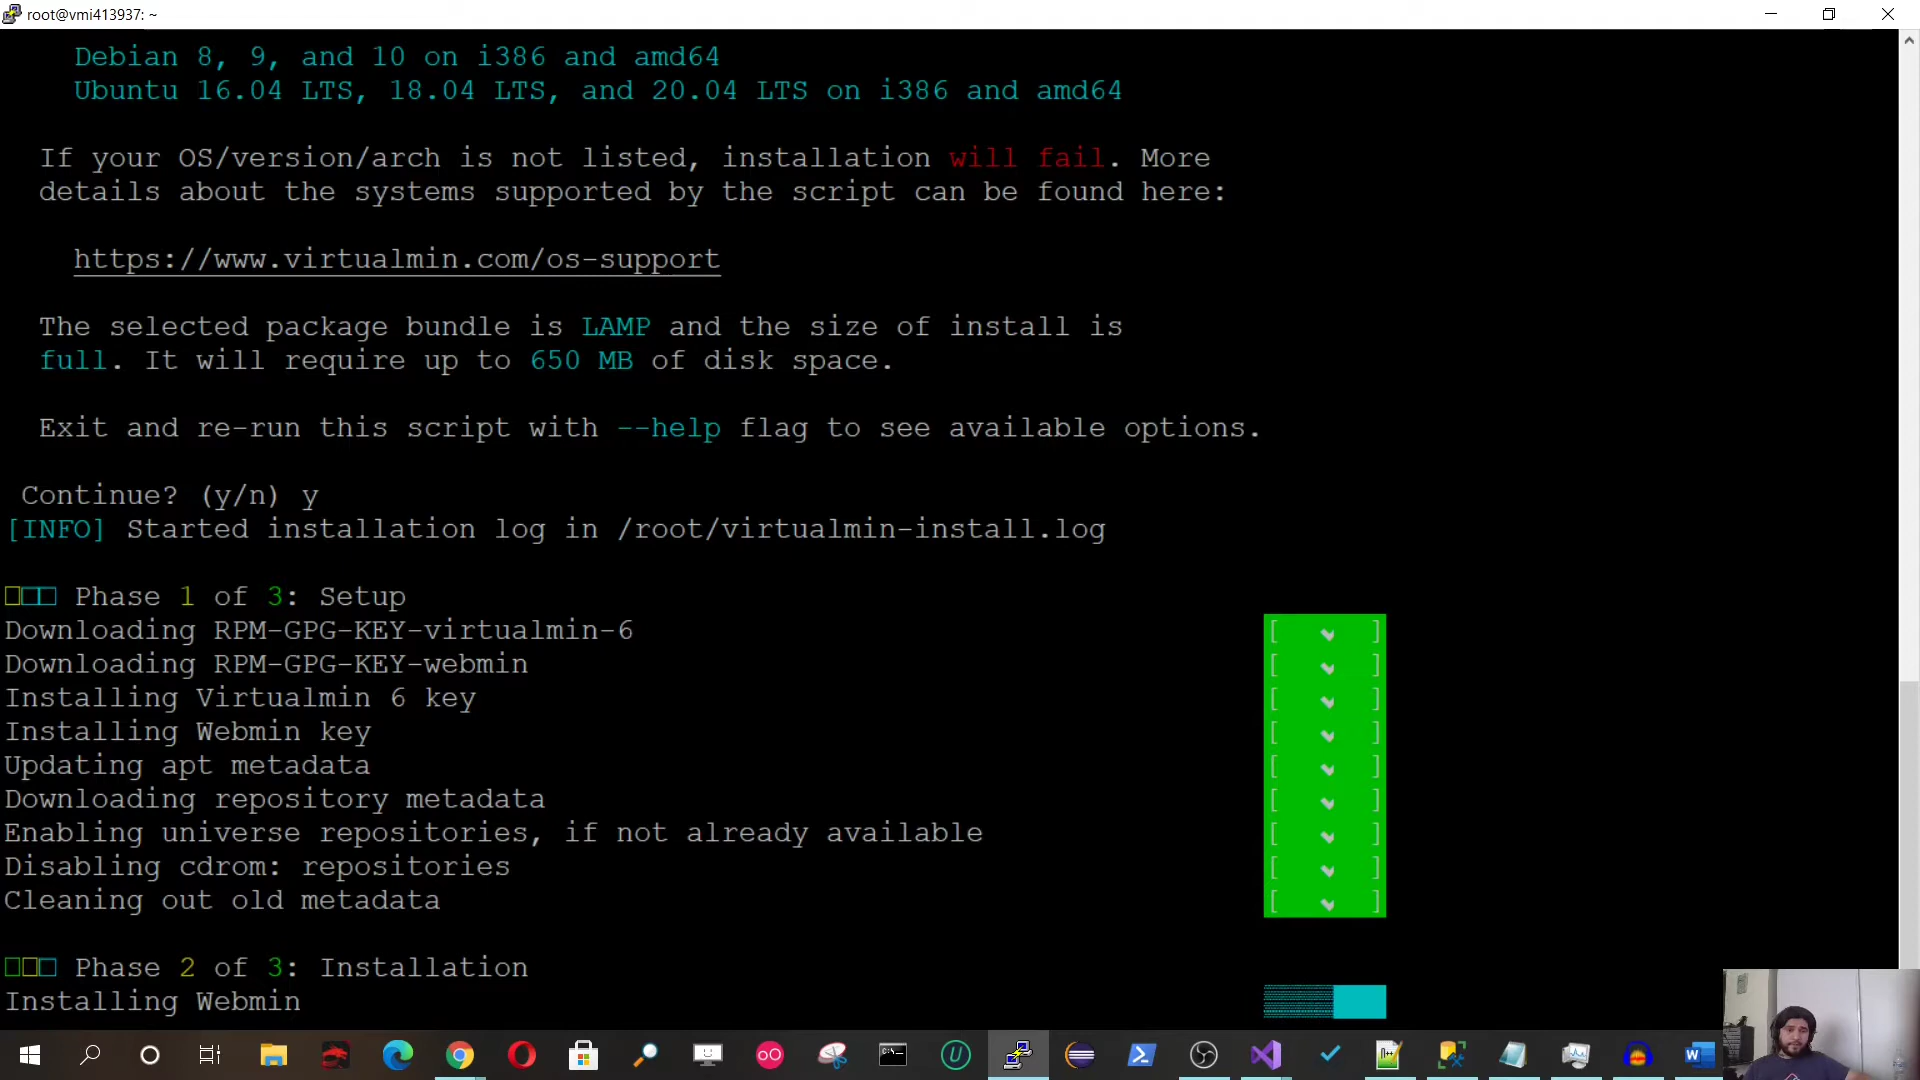 root@vmi413937: ~
Debian 8, 9, and 10 on i386 and amd64
Ubuntu 16.04 LTS, 18.04 LTS, and 20.04 LTS on i386 and amd64
If your OS/version/arch is not listed, installation will fail. More
details about the systems supported by the script can be found here:
https://www.virtualmin.com/os-support
The selected package bundle is LAMP and the size of install is
full. It will require up to 650 MB of disk space.
Exit and re-run this script with --help flag to see available options.
Continue? (y/n) y
[INFO] Started installation log in /root/virtualmin-install.log
□□□ Phase 1 of 3: Setup
Downloading RPM-GPG-KEY-virtualmin-6 [ ✔ ]
Downloading RPM-GPG-KEY-webmin [ ✔ ]
Installing Virtualmin 6 key [ ✔ ]
Installing Webmin key [ ✔ ]
Updating apt metadata [ ✔ ]
Downloading repository metadata [ ✔ ]
Enabling universe repositories, if not already available [ ✔ ]
Disabling cdrom: repositories [ ✔ ]
Cleaning out old metadata [ ✔ ]
□□□ Phase 2 of 3: Installation
Installing Webmin